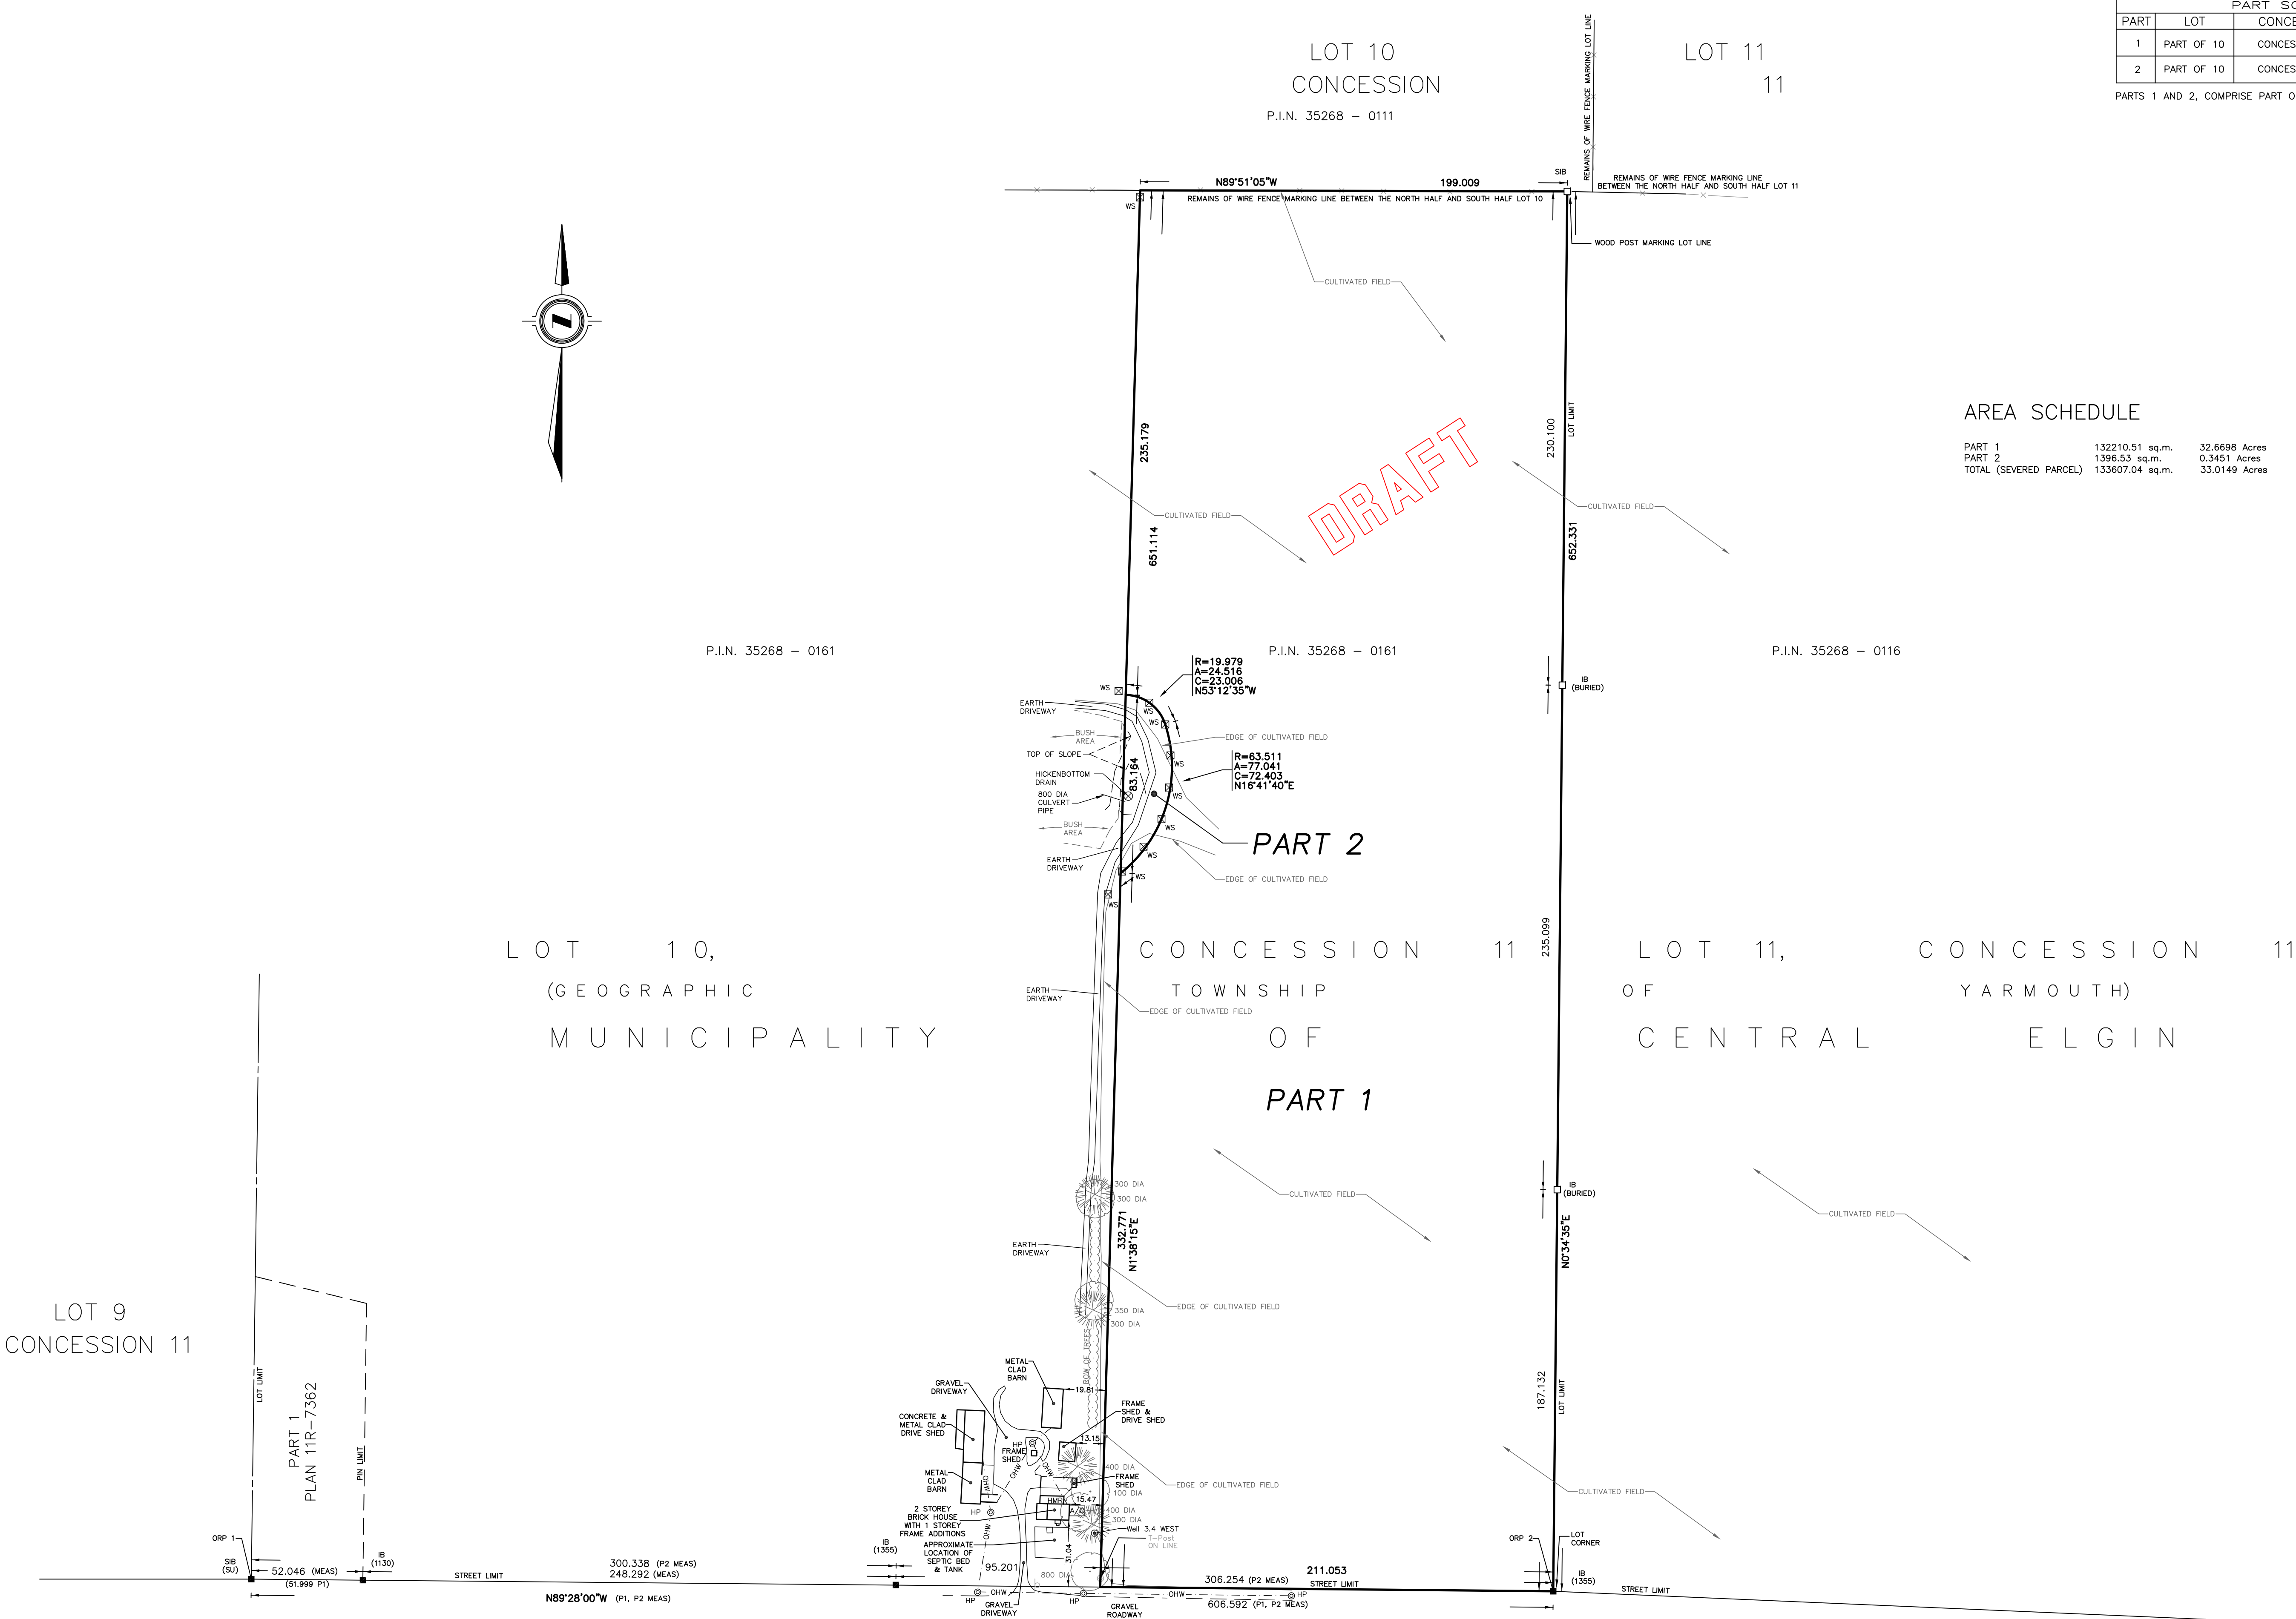 PART SC
PART LOT CONCE
1 PART OF 10 CONCES
2 PART OF 10 CONCES
PARTS 1 AND 2, COMPRISE PART O
LOT 10
CONCESSION
LOT 11
11
P.I.N. 35268 – 0111
REMAINS OF WIRE FENCE MARKING LOT LINE
N89°51'05"W
199.009
SIB
REMAINS OF WIRE FENCE MARKING LINE
BETWEEN THE NORTH HALF AND SOUTH HALF LOT 11
WS
REMAINS OF WIRE FENCE MARKING LINE BETWEEN THE NORTH HALF AND SOUTH HALF LOT 10
WOOD POST MARKING LOT LINE
CULTIVATED FIELD
N
235.179
230.100
LOT LIMIT
DRAFT
AREA SCHEDULE
PART 1 132210.51 sq.m. 32.6698 Acres
PART 2 1396.53 sq.m. 0.3451 Acres
TOTAL (SEVERED PARCEL) 133607.04 sq.m. 33.0149 Acres
CULTIVATED FIELD
CULTIVATED FIELD
651.114
652.331
P.I.N. 35268 – 0161
P.I.N. 35268 – 0161
P.I.N. 35268 – 0116
R=19.979
A=24.516
C=23.006
N53°12'35"W
IB
(BURIED)
WS
WS
WS
EARTH
DRIVEWAY
BUSH
AREA
TOP OF SLOPE
EDGE OF CULTIVATED FIELD
R=63.511
A=77.041
C=72.403
N16°41'40"E
WS
83.164
HICKENBOTTOM
DRAIN
800 DIA
CULVERT
PIPE
WS
BUSH
AREA
WS
PART 2
WS
EARTH
DRIVEWAY
WS
EDGE OF CULTIVATED FIELD
WS
235.099
LOT 10,
CONCESSION 11
LOT 11,
CONCESSION 11
(GEOGRAPHIC
TOWNSHIP
OF
YARMOUTH)
EARTH
DRIVEWAY
EDGE OF CULTIVATED FIELD
MUNICIPALITY
OF
CENTRAL
ELGIN
PART 1
300 DIA
300 DIA
CULTIVATED FIELD
IB
(BURIED)
CULTIVATED FIELD
332.771
N1°38'15"E
N0°34'35"E
EARTH
DRIVEWAY
LOT 9
CONCESSION 11
350 DIA
EDGE OF CULTIVATED FIELD
300 DIA
ROW OF TREES
LOT LIMIT
PART 1
PLAN 11R–7362
PIN LIMIT
METAL
CLAD
BARN
GRAVEL
DRIVEWAY
19.81
187.132
LOT LIMIT
CONCRETE &
METAL CLAD
DRIVE SHED
FRAME
SHED &
DRIVE SHED
HP
FRAME
SHED
13.15
OHW
OHW
OHW
400 DIA
METAL
CLAD
BARN
FRAME
SHED
EDGE OF CULTIVATED FIELD
100 DIA
CULTIVATED FIELD
HMR
15.47
2 STOREY
BRICK HOUSE
WITH 1 STOREY
FRAME ADDITIONS
HP
A/C
400 DIA
300 DIA
Well 3.4 WEST
T–Post
ON LINE
OHW
31.04
ORP 1
ORP 2
LOT
CORNER
APPROXIMATE
LOCATION OF
SEPTIC BED
& TANK
SIB
(SU)
52.046 (MEAS)
(51.999 P1)
IB
(1130)
STREET LIMIT
300.338 (P2 MEAS)
248.292 (MEAS)
IB
(1355)
95.201
800 DIA
211.053
306.254 (P2 MEAS)
STREET LIMIT
IB
(1355)
STREET LIMIT
N89°28'00"W (P1, P2 MEAS)
HP
OHW
HP
OHW
HP
GRAVEL
DRIVEWAY
GRAVEL
ROADWAY
606.592 (P1, P2 MEAS)